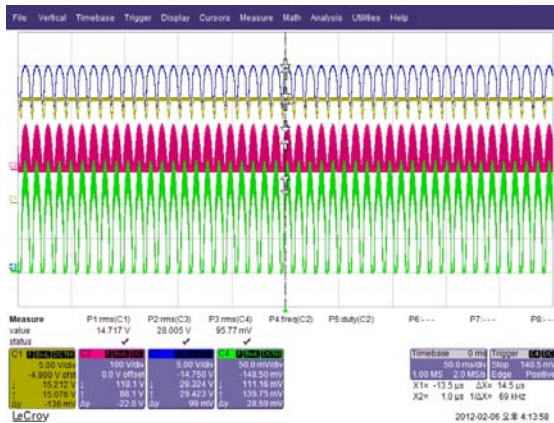 File Vertical Timebase Trigger Display Cursors Measure Math Analysis Utilities Help
Measure P1:rms(C1) P2:rms(C3) P3:rms(C4) P4:freq(C2) P5:duty(C2) P6:- - - P7:- - - P8:- - -
value 14.717 V 28.005 V 95.77 mV
status
C1 C4
5.00 V/div 100 V/div 5.00 V/div 50.0 mV/div
-4.900 V ofst 0.0 V offset -14.750 V -148.50 mV
15.212 V 110.1 V 29.324 V 111.16 mV
15.076 V 88.1 V 29.423 V 139.75 mV
Δy -136 mV Δy -22.0 V Δy 99 mV Δy 28.59 mV
Timebase 0 ms Trigger
50.0 ms/div Stop 140.5 mV
1.00 MS 2.0 MS/s Edge Positive
X1= -13.5 µs ΔX= 14.5 µs
X2= 1.0 µs 1/ΔX= 69 kHz
LeCroy 2012-02-06 오후 4:13:58